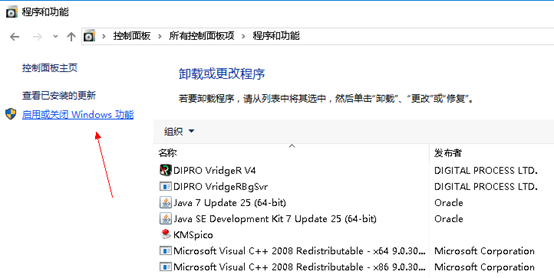 程序和功能
控制面板 > 所有控制面板项 > 程序和功能
控制面板主页
查看已安装的更新
启用或关闭 Windows 功能
卸载或更改程序
若要卸载程序，请从列表中将其选中，然后单击“卸载”、“更改”或“修复”。
组织
名称 发布者
DIPRO VridgeR V4 DIGITAL PROCESS LTD.
DIPRO VridgeRBgSvr DIGITAL PROCESS LTD.
Java 7 Update 25 (64-bit) Oracle
Java SE Development Kit 7 Update 25 (64-bit) Oracle
KMSpico
Microsoft Visual C++ 2008 Redistributable - x64 9.0.30... Microsoft Corporation
Microsoft Visual C++ 2008 Redistributable - x86 9.0.30... Microsoft Corporation